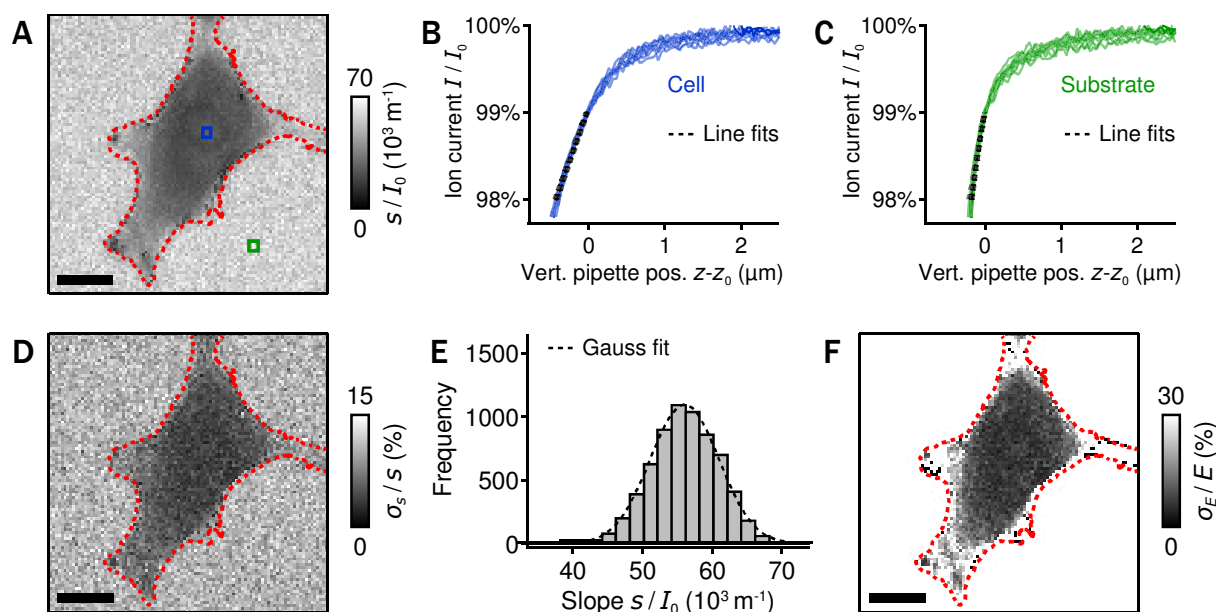 A
70
s / I₀ (10³ m⁻¹)
0
B
100%
99%
98%
Ion current I / I₀
Cell
Line fits
0 1 2
Vert. pipette pos. z-z₀ (µm)
C
100%
99%
98%
Ion current I / I₀
Substrate
Line fits
0 1 2
Vert. pipette pos. z-z₀ (µm)
D
15
σₛ / s (%)
0
E
Gauss fit
1500
1000
500
0
Frequency
40 50 60 70
Slope s / I₀ (10³ m⁻¹)
F
30
σ_E / E (%)
0